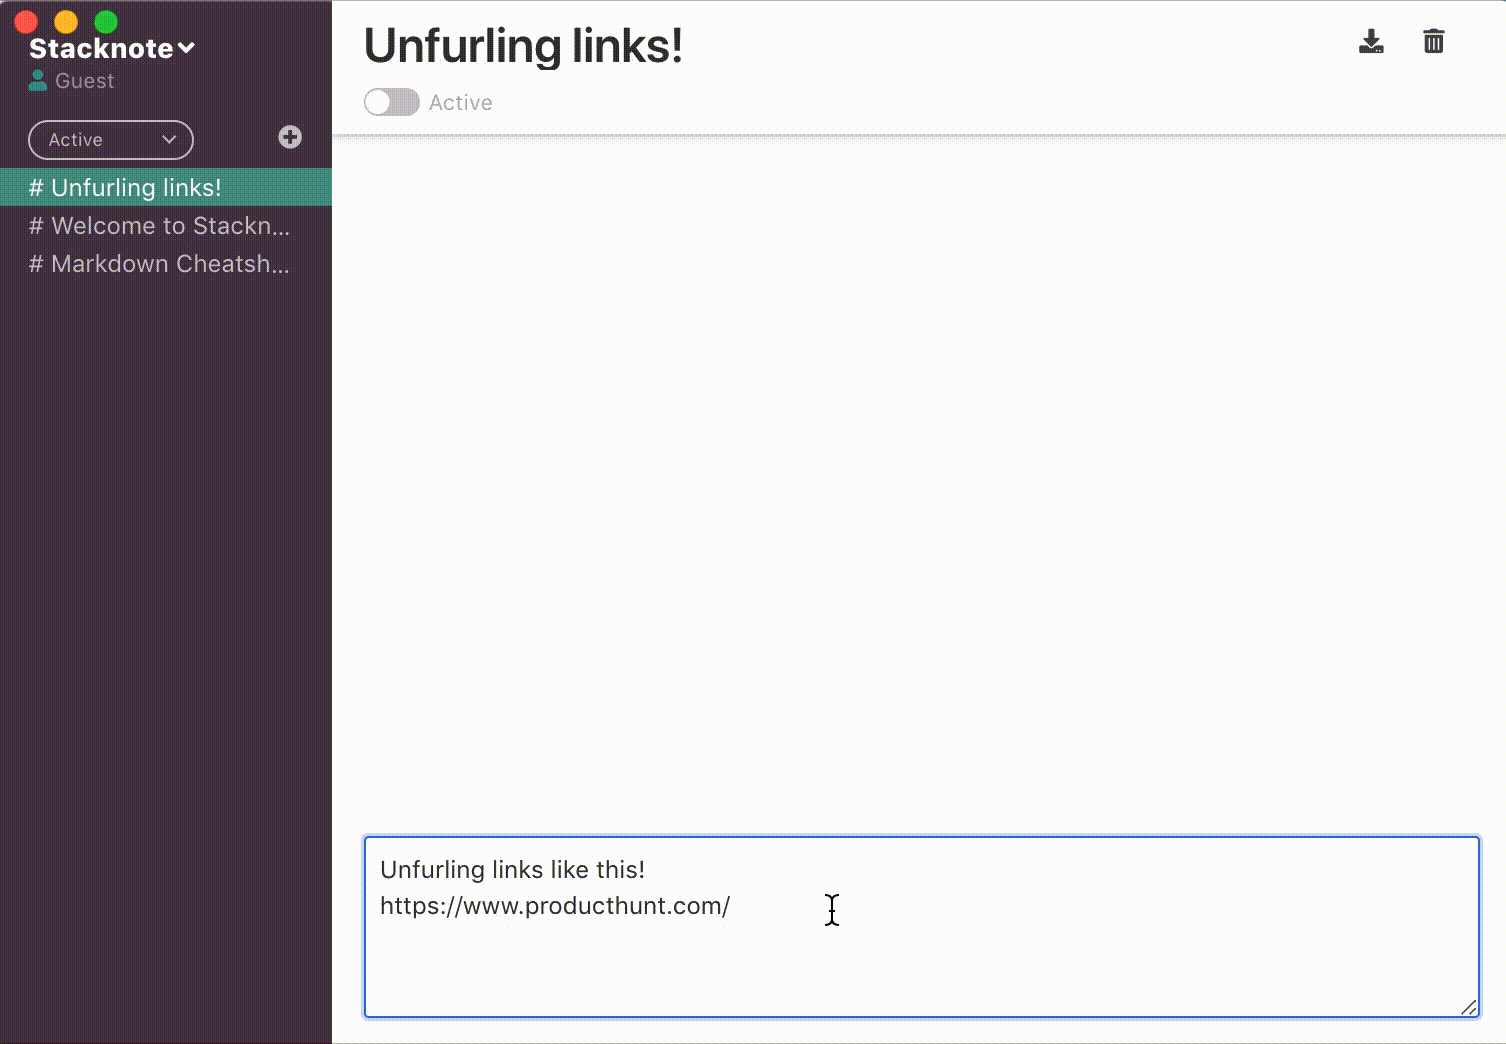 Stacknote
Guest
Active
# Unfurling links!
# Welcome to Stackn...
# Markdown Cheatsh...
Unfurling links!
Active
Unfurling links like this!
https://www.producthunt.com/